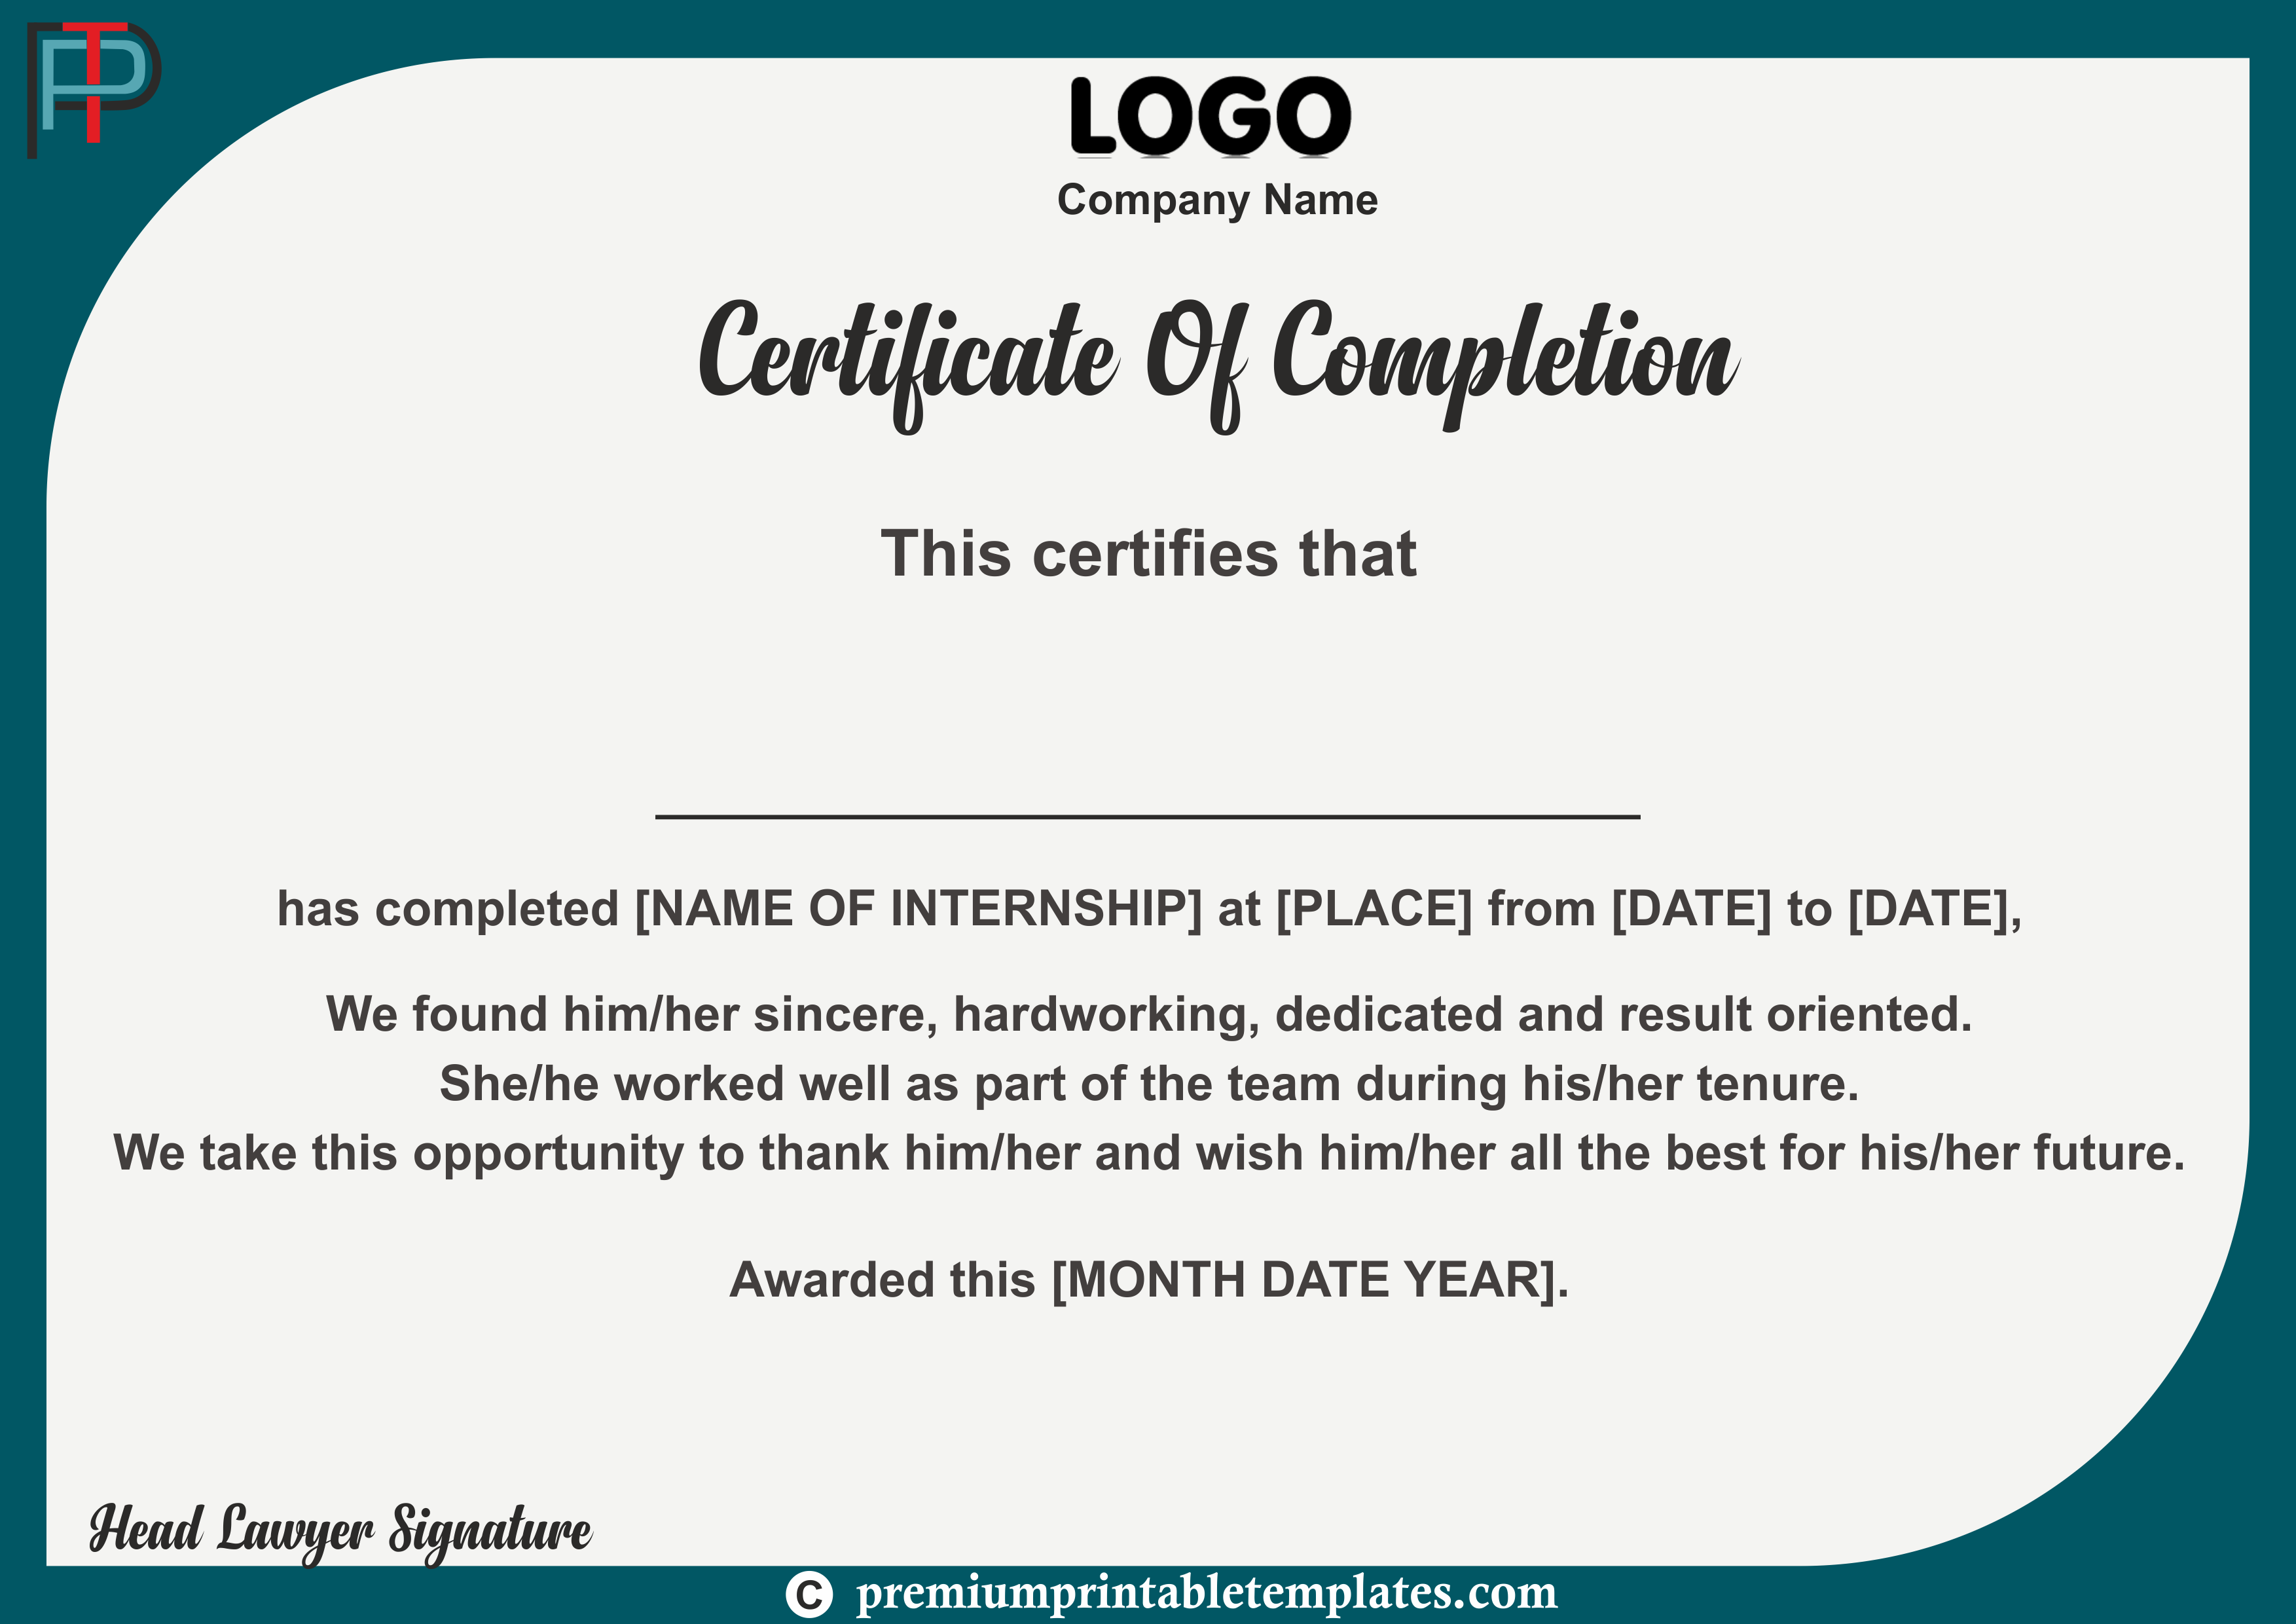 LOGO
Company Name
Certificate Of Completion
This certifies that
has completed [NAME OF INTERNSHIP] at [PLACE] from [DATE] to [DATE],
We found him/her sincere, hardworking, dedicated and result oriented.
She/he worked well as part of the team during his/her tenure.
We take this opportunity to thank him/her and wish him/her all the best for his/her future.
Awarded this [MONTH DATE YEAR].
Head Lawyer Signature
© premiumprintabletemplates.com